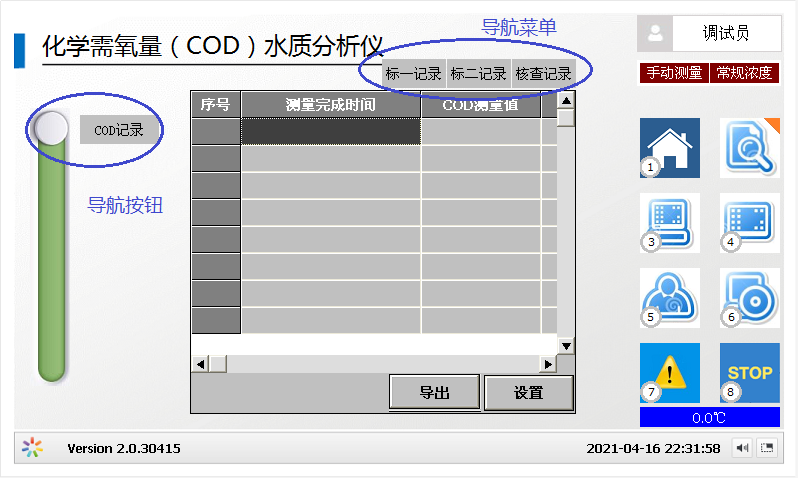 导航菜单
化学需氧量（COD）水质分析仪
调试员
标一记录 标二记录 核查记录
手动测量 常规浓度
序号 测量完成时间 COD测量值
COD记录
导航按钮
1
3 4
5 6
STOP
7 8
导出 设置
0.0℃
Version 2.0.30415 2021-04-16 22:31:58